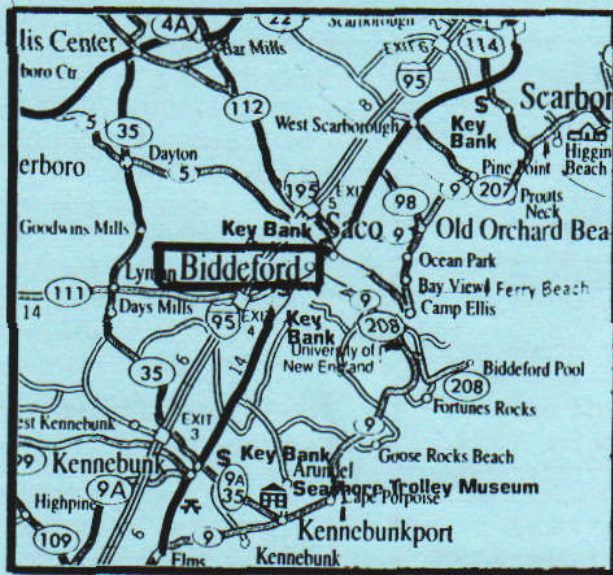 4A
22
Scarborough
114
lis Center
Bar Mills
EXIT 6
95
boro Ctr
8
112
$
Scarbor
35
West Scarborough
Key
Bank
5
Higgin
Beach
erboro
Dayton
5
Pine Point
195
EXIT
5
9
207
Prouts
Neck
98
Goodwins Mills
Key Bank
Saco
9
Old Orchard Bea
Ocean Park
Lyman
Biddeford
Bay View
Ferry Beach
111
9
Camp Ellis
14
Days Mills
95
EXIT
4
Key
Bank
208
University of
New England
6
14
Biddeford Pool
35
208
Fortunes Rocks
est Kennebunk
EXIT
3
9
99
Kennebunk
$
Key Bank
Goose Rocks Beach
Arundel
9A
9A
35
Seashore Trolley Museum
Highpine
Cape Porpoise
109
6
9
Kennebunkport
Elms
Kennebunk